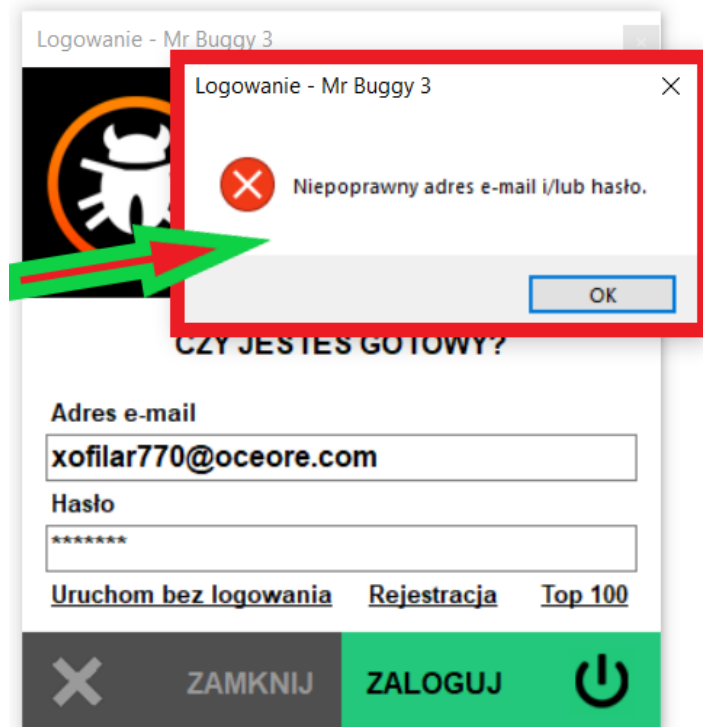 Logowanie - Mr Buggy 3
Logowanie - Mr Buggy 3
Niepoprawny adres e-mail i/lub hasło.
OK
CZY JESTEŚ GOTOWY?
Adres e-mail
xofilar770@oceore.com
Hasło
*******
Uruchom bez logowania Rejestracja Top 100
ZAMKNIJ ZALOGUJ